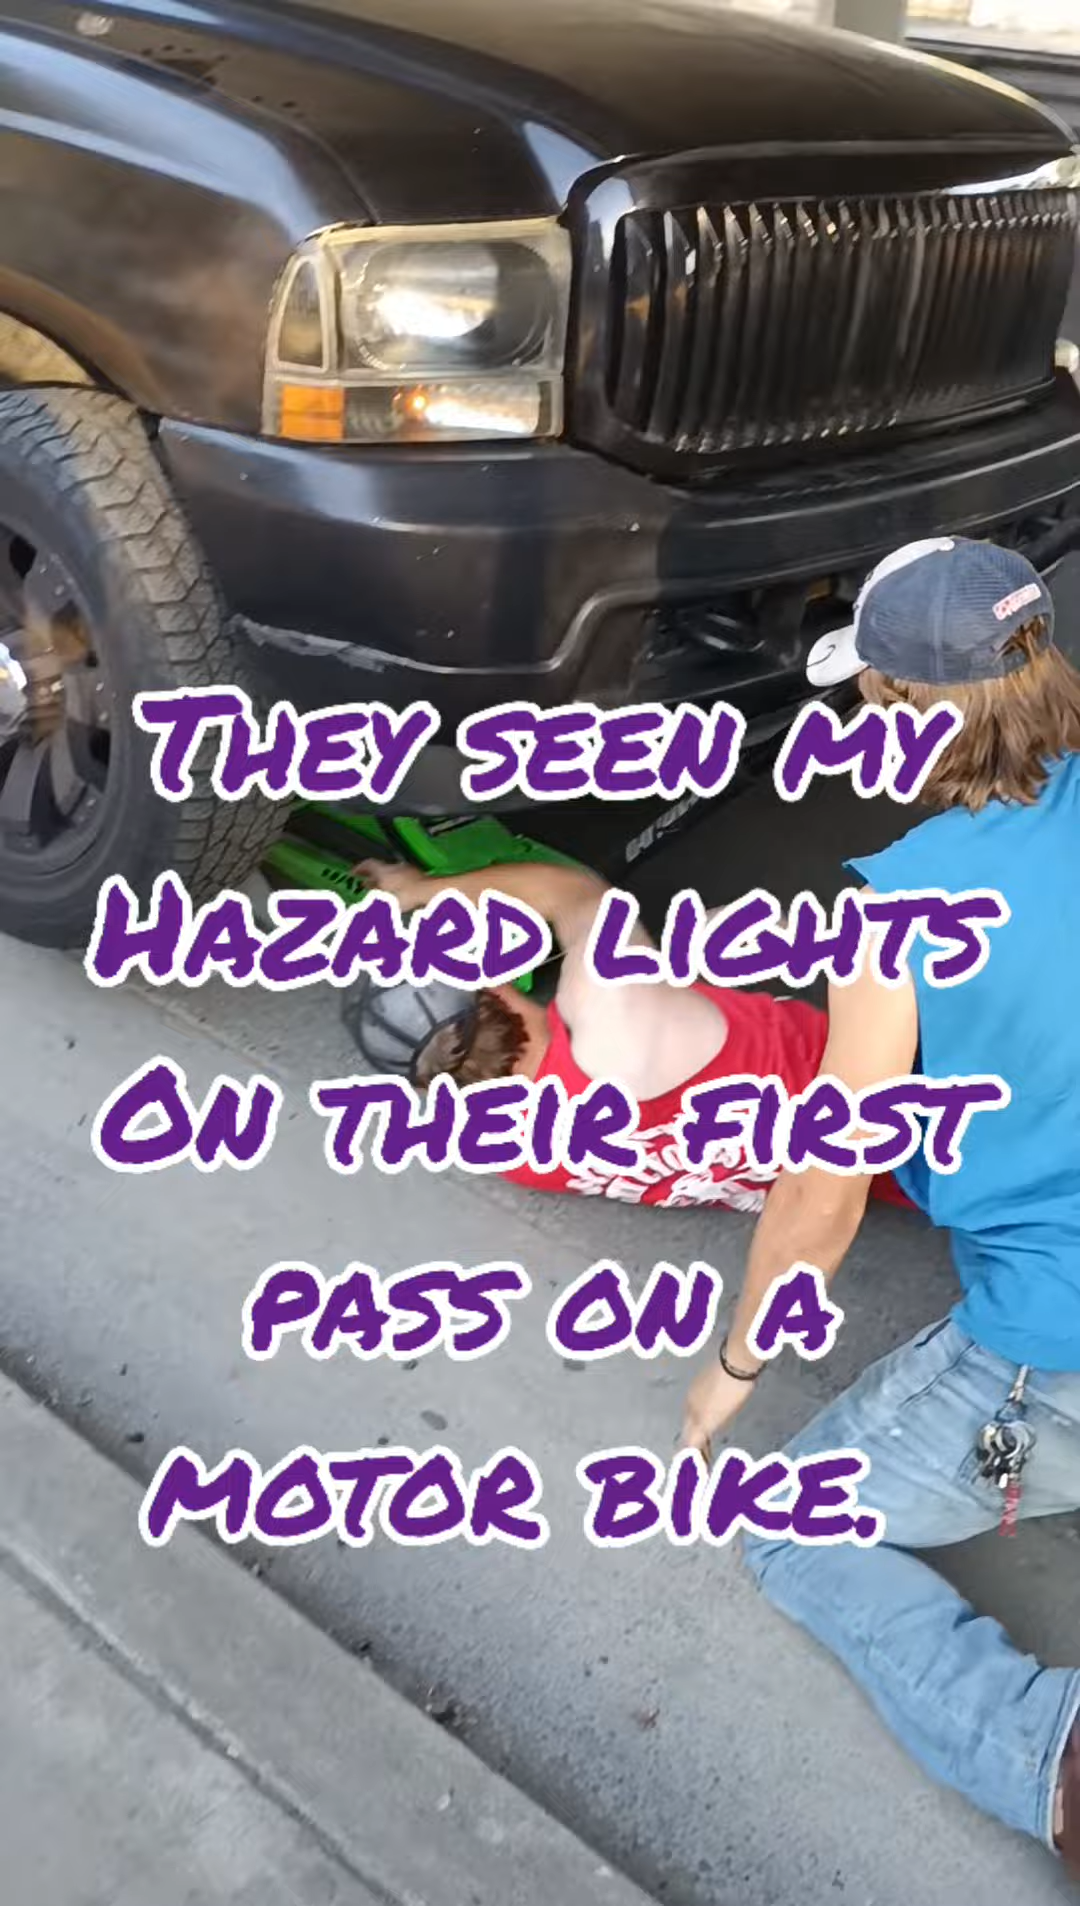 They seen my
Hazard lights
On their first
pass on a
motor bike.